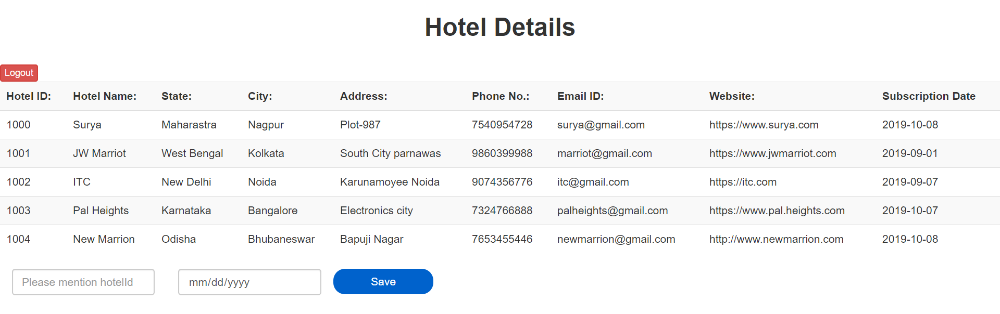 Hotel Details
Logout
Hotel ID: Hotel Name: State: City: Address: Phone No.: Email ID: Website: Subscription Date
1000 Surya Maharastra Nagpur Plot-987 7540954728 surya@gmail.com https://www.surya.com 2019-10-08
1001 JW Marriot West Bengal Kolkata South City parnawas 9860399988 marriot@gmail.com https://www.jwmarriot.com 2019-09-01
1002 ITC New Delhi Noida Karunamoyee Noida 9074356776 itc@gmail.com https://itc.com 2019-09-07
1003 Pal Heights Karnataka Bangalore Electronics city 7324766888 palheights@gmail.com https://www.pal.heights.com 2019-10-07
1004 New Marrion Odisha Bhubaneswar Bapuji Nagar 7653455446 newmarrion@gmail.com http://www.newmarrion.com 2019-10-08
Please mention hotelId mm/dd/yyyy Save